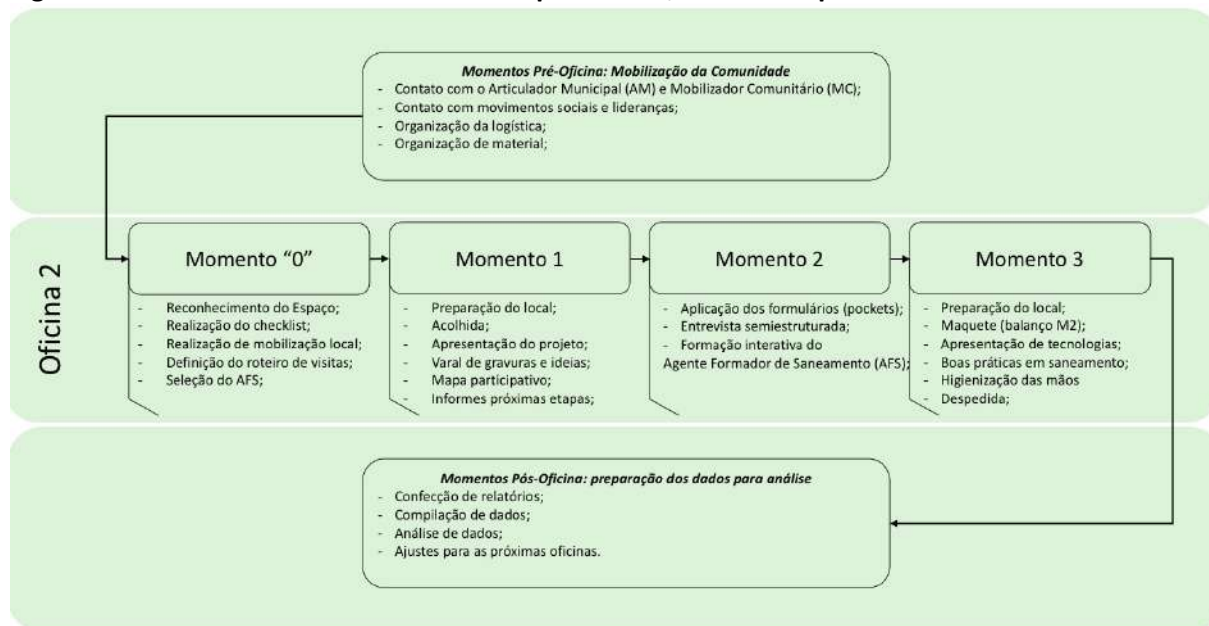 Momentos Pré-Oficina: Mobilização da Comunidade
- Contato com o Articulador Municipal (AM) e Mobilizador Comunitário (MC);
- Contato com movimentos sociais e lideranças;
- Organização da logística;
- Organização de material;
Oficina 2
Momento “0”
- Reconhecimento do Espaço;
- Realização do checklist;
- Realização de mobilização local;
- Definição do roteiro de visitas;
- Seleção do AFS;
Momento 1
- Preparação do local;
- Acolhida;
- Apresentação do projeto;
- Varal de gravuras e ideias;
- Mapa participativo;
- Informes próximas etapas;
Momento 2
- Aplicação dos formulários (pockets);
- Entrevista semiestruturada;
- Formação interativa do
Agente Formador de Saneamento (AFS);
Momento 3
- Preparação do local;
- Maquete (balanço M2);
- Apresentação de tecnologias;
- Boas práticas em saneamento;
- Higienização das mãos
- Despedida;
Momentos Pós-Oficina: preparação dos dados para análise
- Confecção de relatórios;
- Compilação de dados;
- Análise de dados;
- Ajustes para as próximas oficinas.